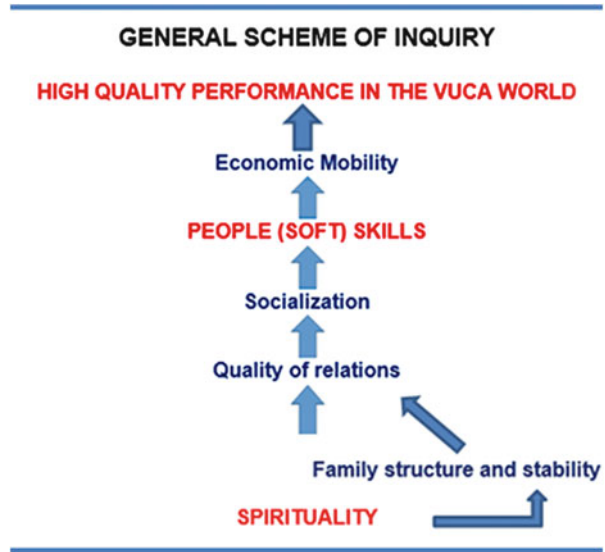 GENERAL SCHEME OF INQUIRY
HIGH QUALITY PERFORMANCE IN THE VUCA WORLD
Economic Mobility
PEOPLE (SOFT) SKILLS
Socialization
Quality of relations
Family structure and stability
SPIRITUALITY